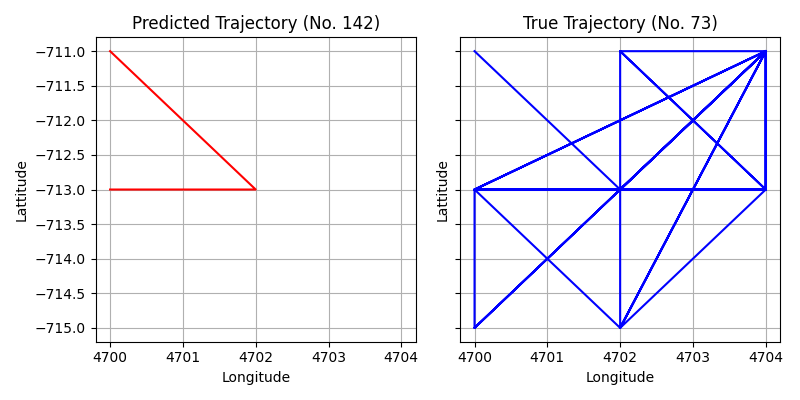 Predicted Trajectory (No. 142)
True Trajectory (No. 73)
Lattitude
−711.0
−711.5
−712.0
−712.5
−713.0
−713.5
−714.0
−714.5
−715.0
4700 4701 4702 4703 4704
Longitude
Lattitude
4700 4701 4702 4703 4704
Longitude